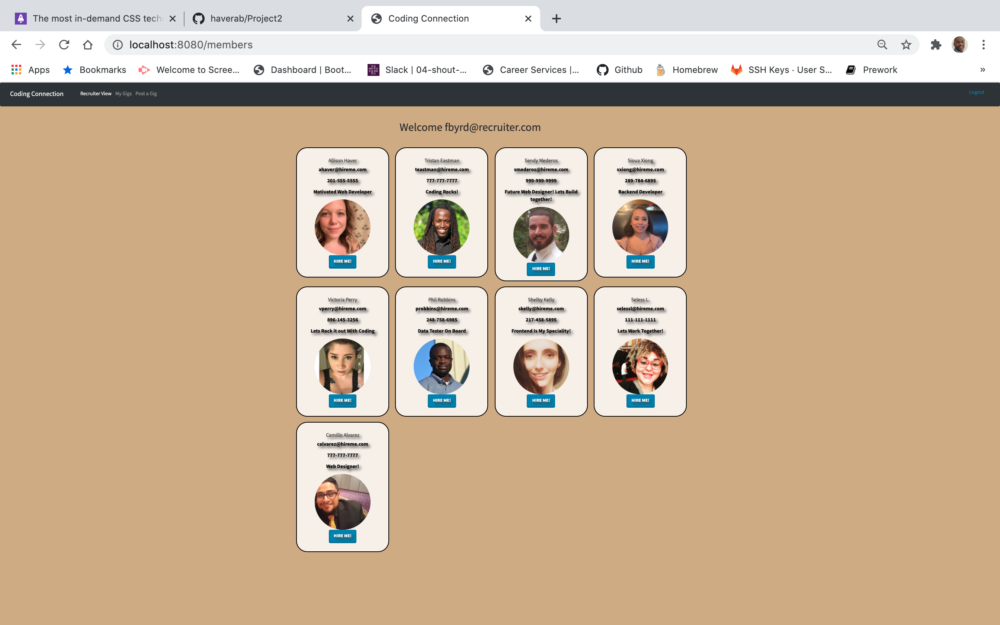 The most in-demand CSS tech
haverab/Project2
Coding Connection
localhost:8080/members
Apps
Bookmarks
Welcome to Scree...
Dashboard | Boot...
Slack | 04-shout-...
Career Services |...
Github
Homebrew
SSH Keys · User S...
Prework
»
Coding Connection
Recruiter View
My Gigs
Post a Gig
Logout
Welcome fbyrd@recruiter.com
Allison Haver
ahaver@hireme.com
201-555-5555
Motivated Web Developer
HIRE ME!
Tristan Eastman
teastman@hireme.com
777-777-7777
Coding Rocks!
HIRE ME!
Sendy Mederos
smederos@hireme.com
999-999-9999
Future Web Designer! Lets Build
together!
HIRE ME!
Sioua Xiong
sxiong@hireme.com
289-784-6895
Backend Developer
HIRE ME!
Victoria Perry
vperry@hireme.com
896-145-3256
Lets Rock it out With Coding
HIRE ME!
Phil Robbins
probbins@hireme.com
248-758-6985
Data Tester On Board
HIRE ME!
Shelby Kelly
skelly@hireme.com
217-458-5895
Frontend Is My Speciality!
HIRE ME!
Seless L.
selessl@hireme.com
111-111-1111
Lets Work Together!
HIRE ME!
Camillo Alvarez
calvarez@hireme.com
777-777-7777
Web Designer!
HIRE ME!